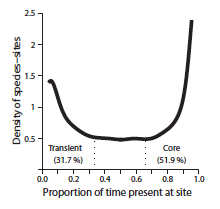 Density of species–sites
2.5
2
1.5
1
0.5
Transient
(31.7 %)
Core
(51.9 %)
0.0 0.2 0.4 0.6 0.8 1.0
Proportion of time present at site